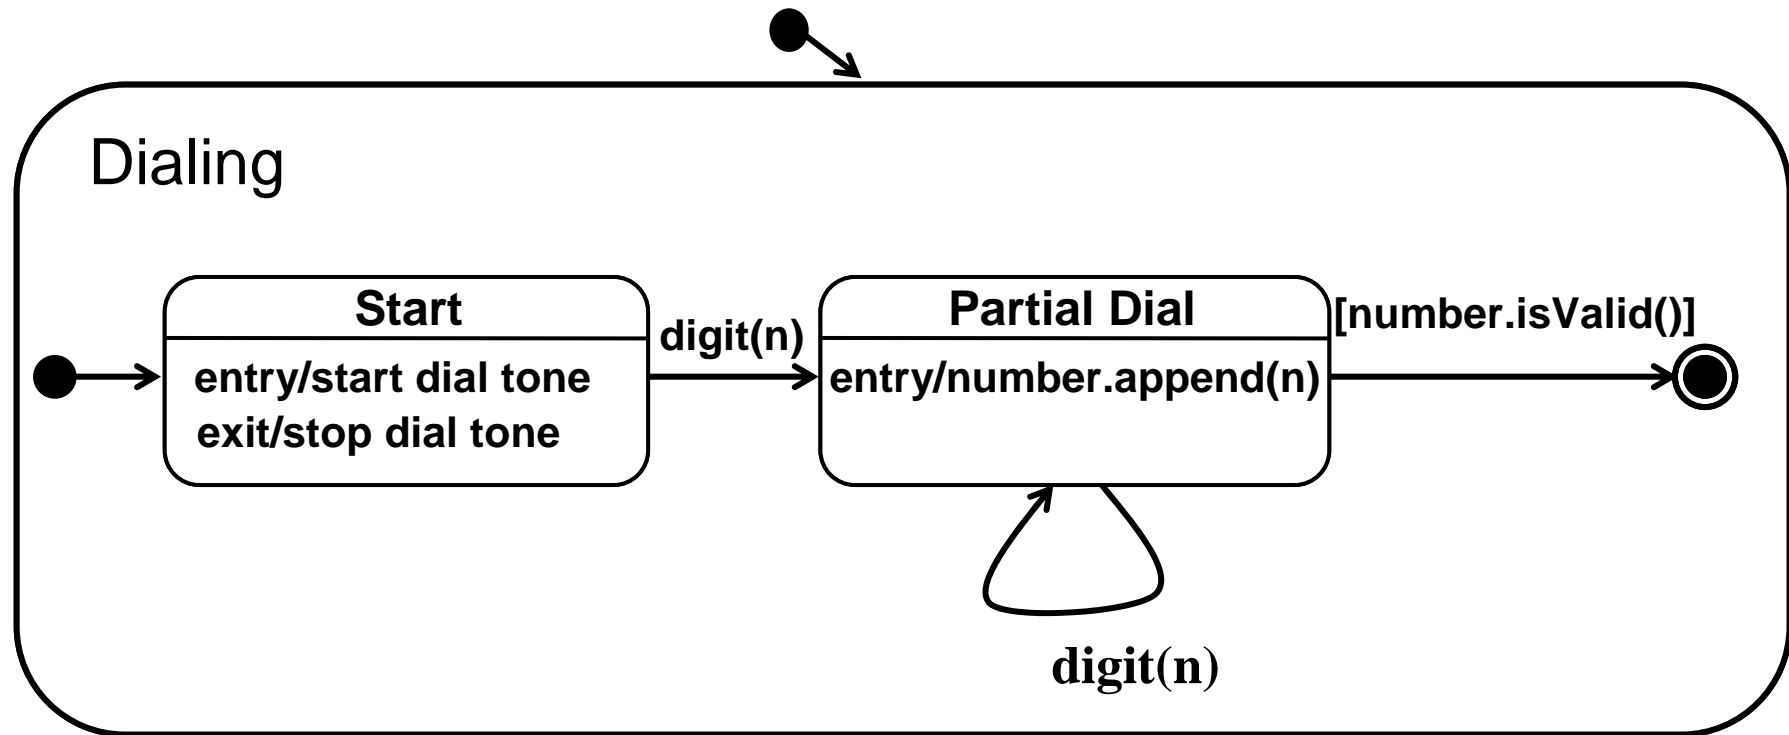 Dialing
Start
entry/start dial tone
exit/stop dial tone
digit(n)
Partial Dial
entry/number.append(n)
[number.isValid()]
digit(n)